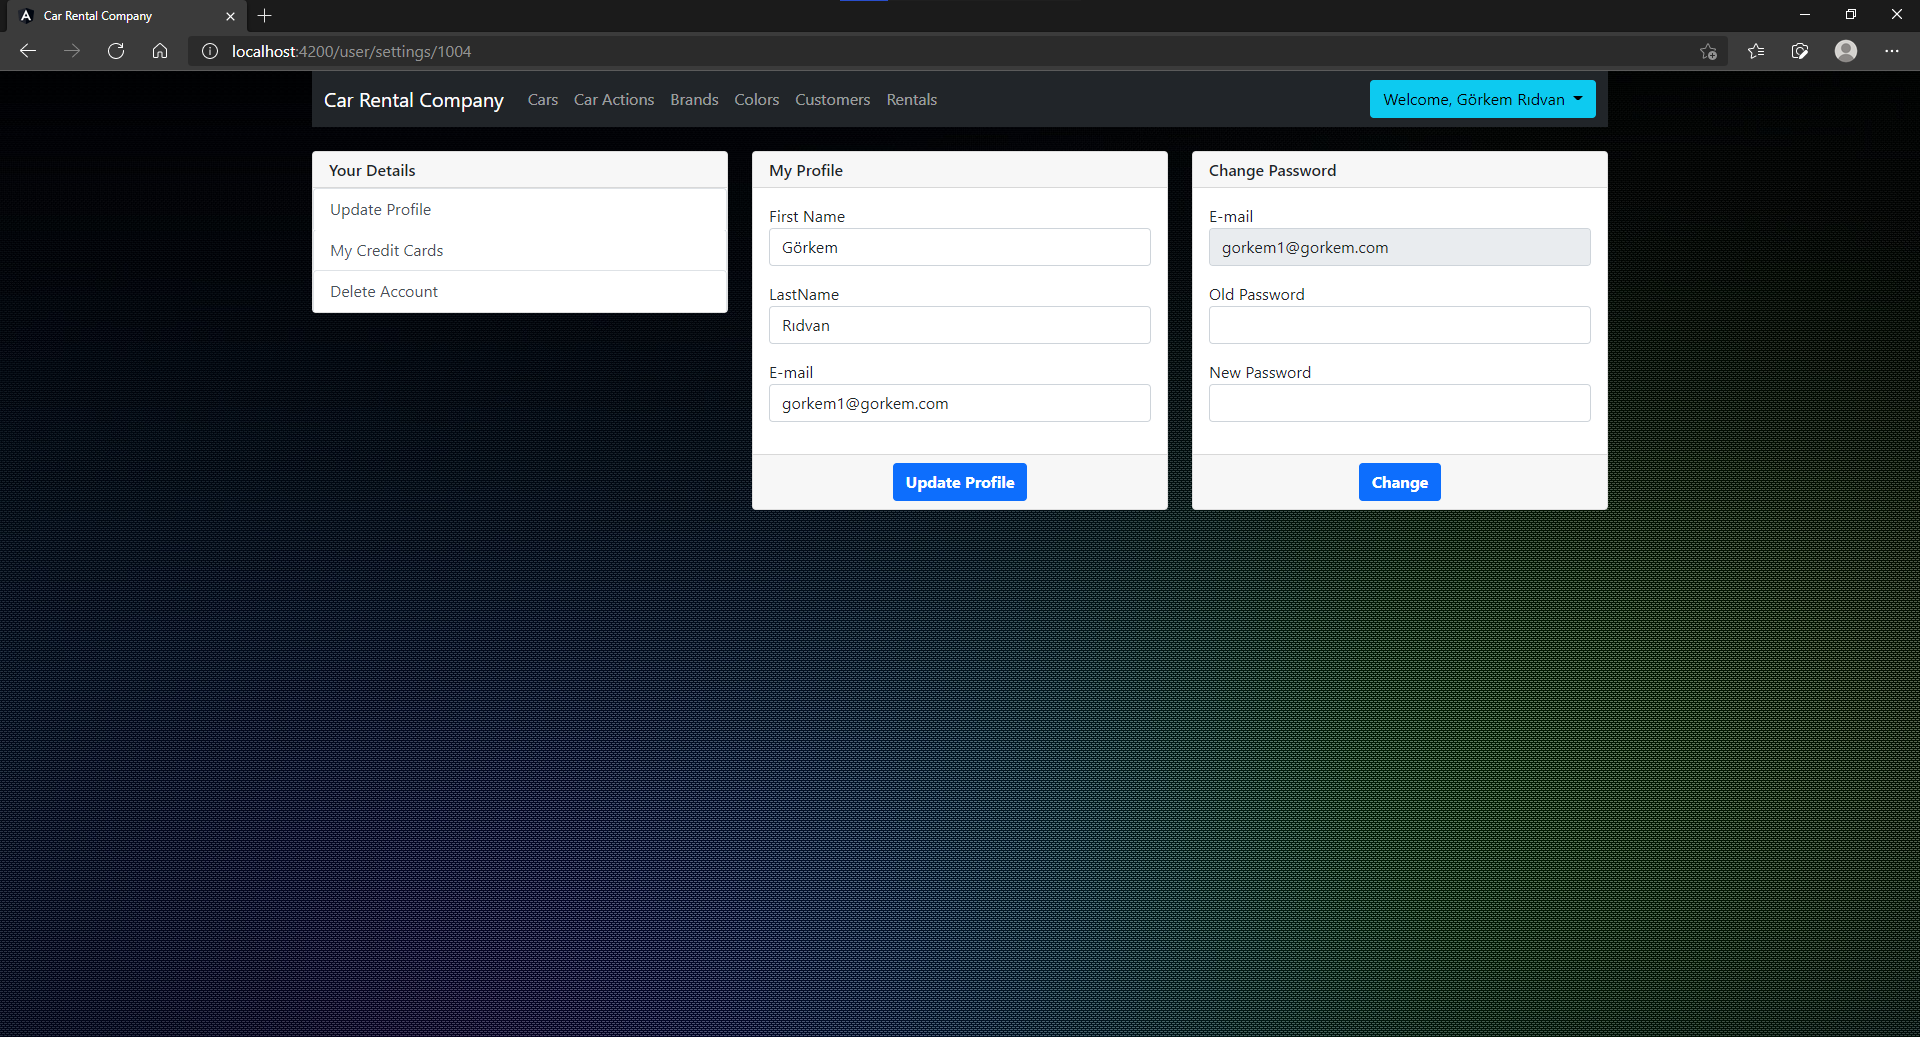 Car Rental Company
localhost:4200/user/settings/1004
Car Rental Company Cars Car Actions Brands Colors Customers Rentals Welcome, Görkem Rıdvan
Your Details
Update Profile
My Credit Cards
Delete Account
My Profile
First Name
Görkem
LastName
Rıdvan
E-mail
gorkem1@gorkem.com
Update Profile
Change Password
E-mail
gorkem1@gorkem.com
Old Password
New Password
Change